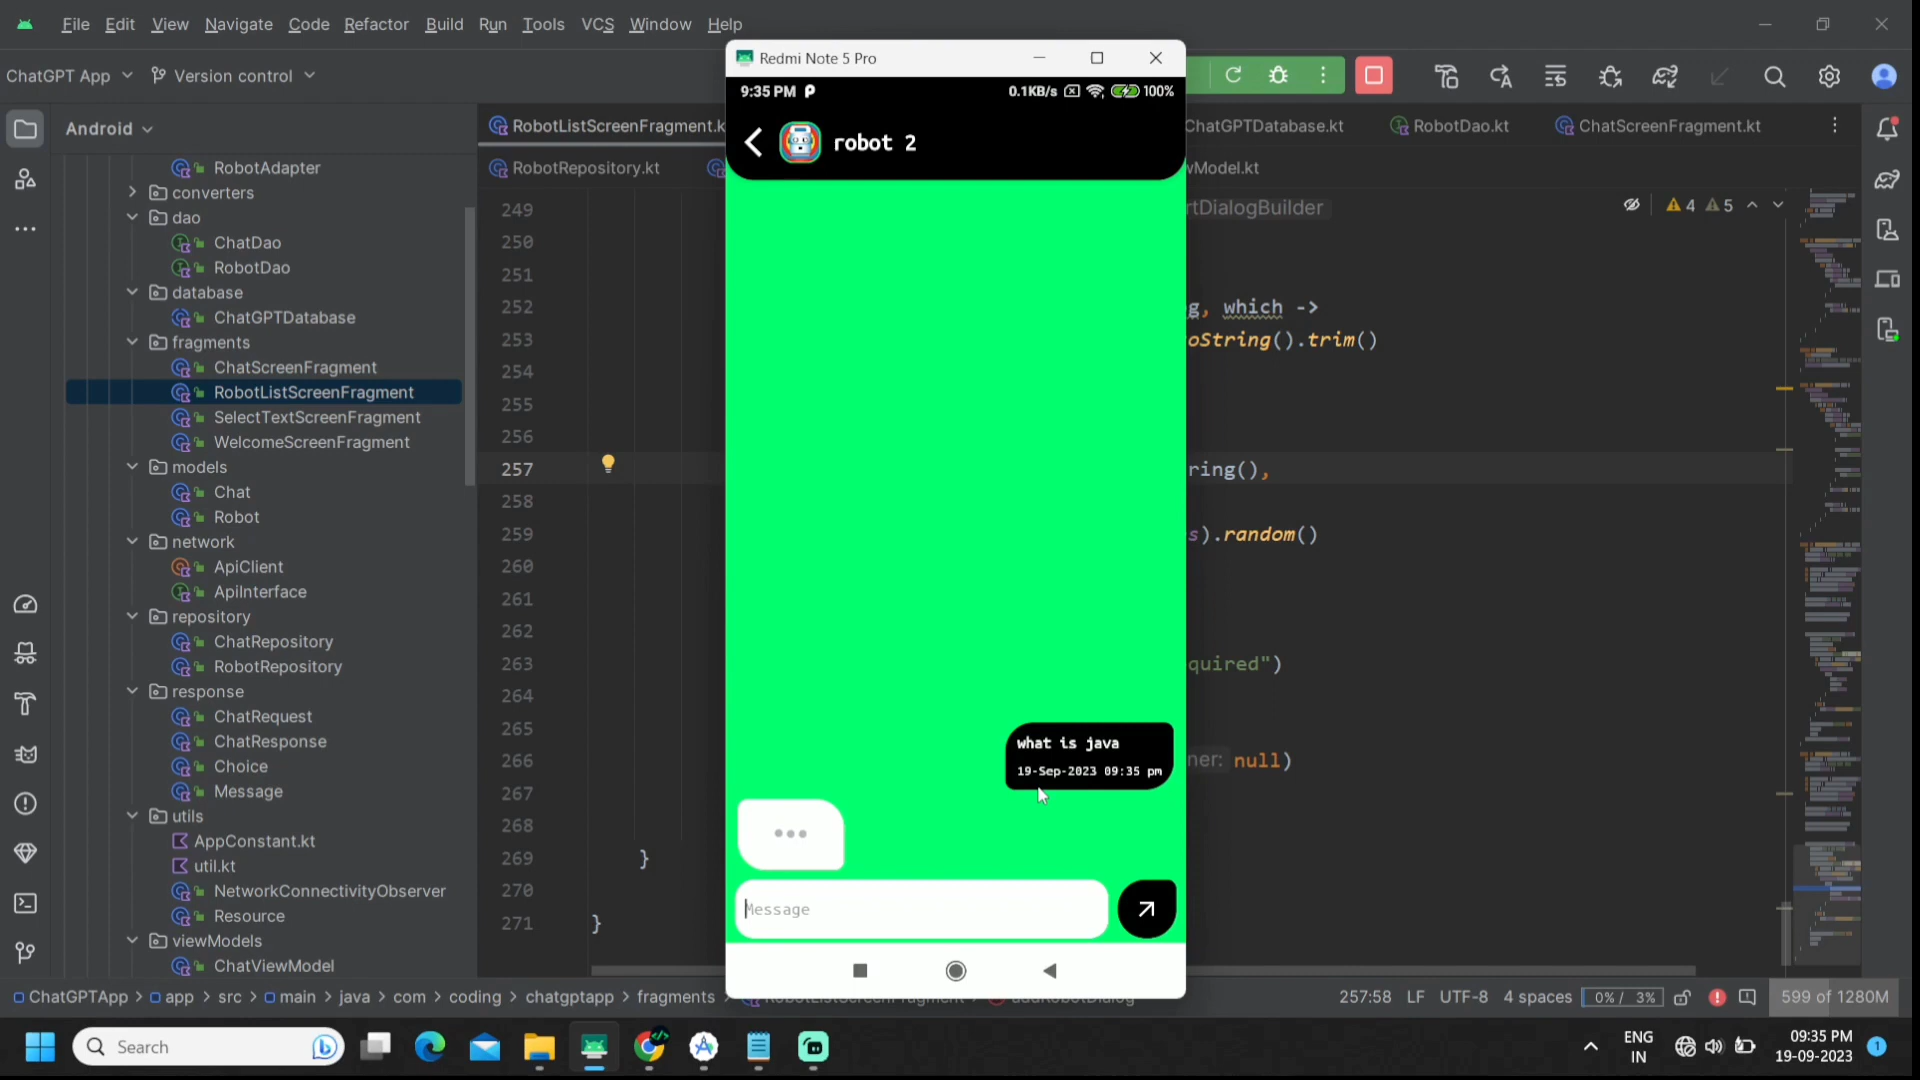 File Edit View Navigate Code Refactor Build Run Tools VCS Window Help
ChatGPT App Version control
Redmi Note 5 Pro
9:35 PM 0.1KB/s 100%
robot 2
Android
RobotListScreenFragment.k
ChatGPTDatabase.kt RobotDao.kt ChatScreenFragment.kt
RobotRepository.kt
Model.kt
RobotAdapter
converters
dao
ChatDao
RobotDao
database
ChatGPTDatabase
fragments
ChatScreenFragment
RobotListScreenFragment
SelectTextScreenFragment
WelcomeScreenFragment
models
Chat
Robot
network
ApiClient
ApiInterface
repository
ChatRepository
RobotRepository
response
ChatRequest
ChatResponse
Choice
Message
utils
AppConstant.kt
util.kt
NetworkConnectivityObserver
Resource
viewModels
ChatViewModel
249 rtDialogBuilder
4 5
250
251
252 g, which ->
253 oString().trim()
254
255
256
257 ring(),
258
259 s).random()
260
261
262
263 quired")
264
265
266 ner: null)
267
268
269 }
270
271 }
what is java
19-Sep-2023 09:35 pm
Message
ChatGPTApp > app > src > main > java > com > coding > chatgptapp > fragments
257:58 LF UTF-8 4 spaces 0% / 3% 599 of 1280M
Search
ENG
IN
09:35 PM
19-09-2023
1